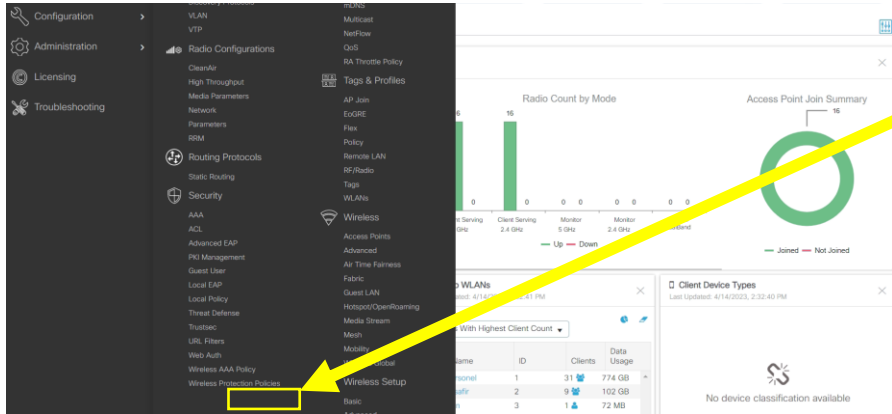 Configuration
Administration
Licensing
Troubleshooting
VLAN
VTP
Radio Configurations
CleanAir
High Throughput
Media Parameters
Network
Parameters
RRM
Routing Protocols
Static Routing
Security
AAA
ACL
Advanced EAP
PKI Management
Guest User
Local EAP
Local Policy
Threat Defense
Trustsec
URL Filters
Web Auth
Wireless AAA Policy
Wireless Protection Policies
mDNS
Multicast
NetFlow
QoS
RA Throttle Policy
Tags & Profiles
AP Join
EoGRE
Flex
Policy
Remote LAN
RF/Radio
Tags
WLANs
Wireless
Access Points
Advanced
Air Time Fairness
Fabric
Guest LAN
Hotspot/OpenRoaming
Media Stream
Mesh
Mobility
Global
Wireless Setup
Basic
Radio Count by Mode
16
0 0 0 0 0 0
Client Serving Monitor Monitor
2.4 GHz 5 GHz 2.4 GHz
Up Down
Access Point Join Summary
16
Joined Not Joined
WLANs
4/14/2023, 2:32:41 PM
With Highest Client Count
ID Clients Data Usage
1 31 774 GB
2 9 102 GB
3 1 72 MB
Client Device Types
Last Updated: 4/14/2023, 2:32:40 PM
No device classification available